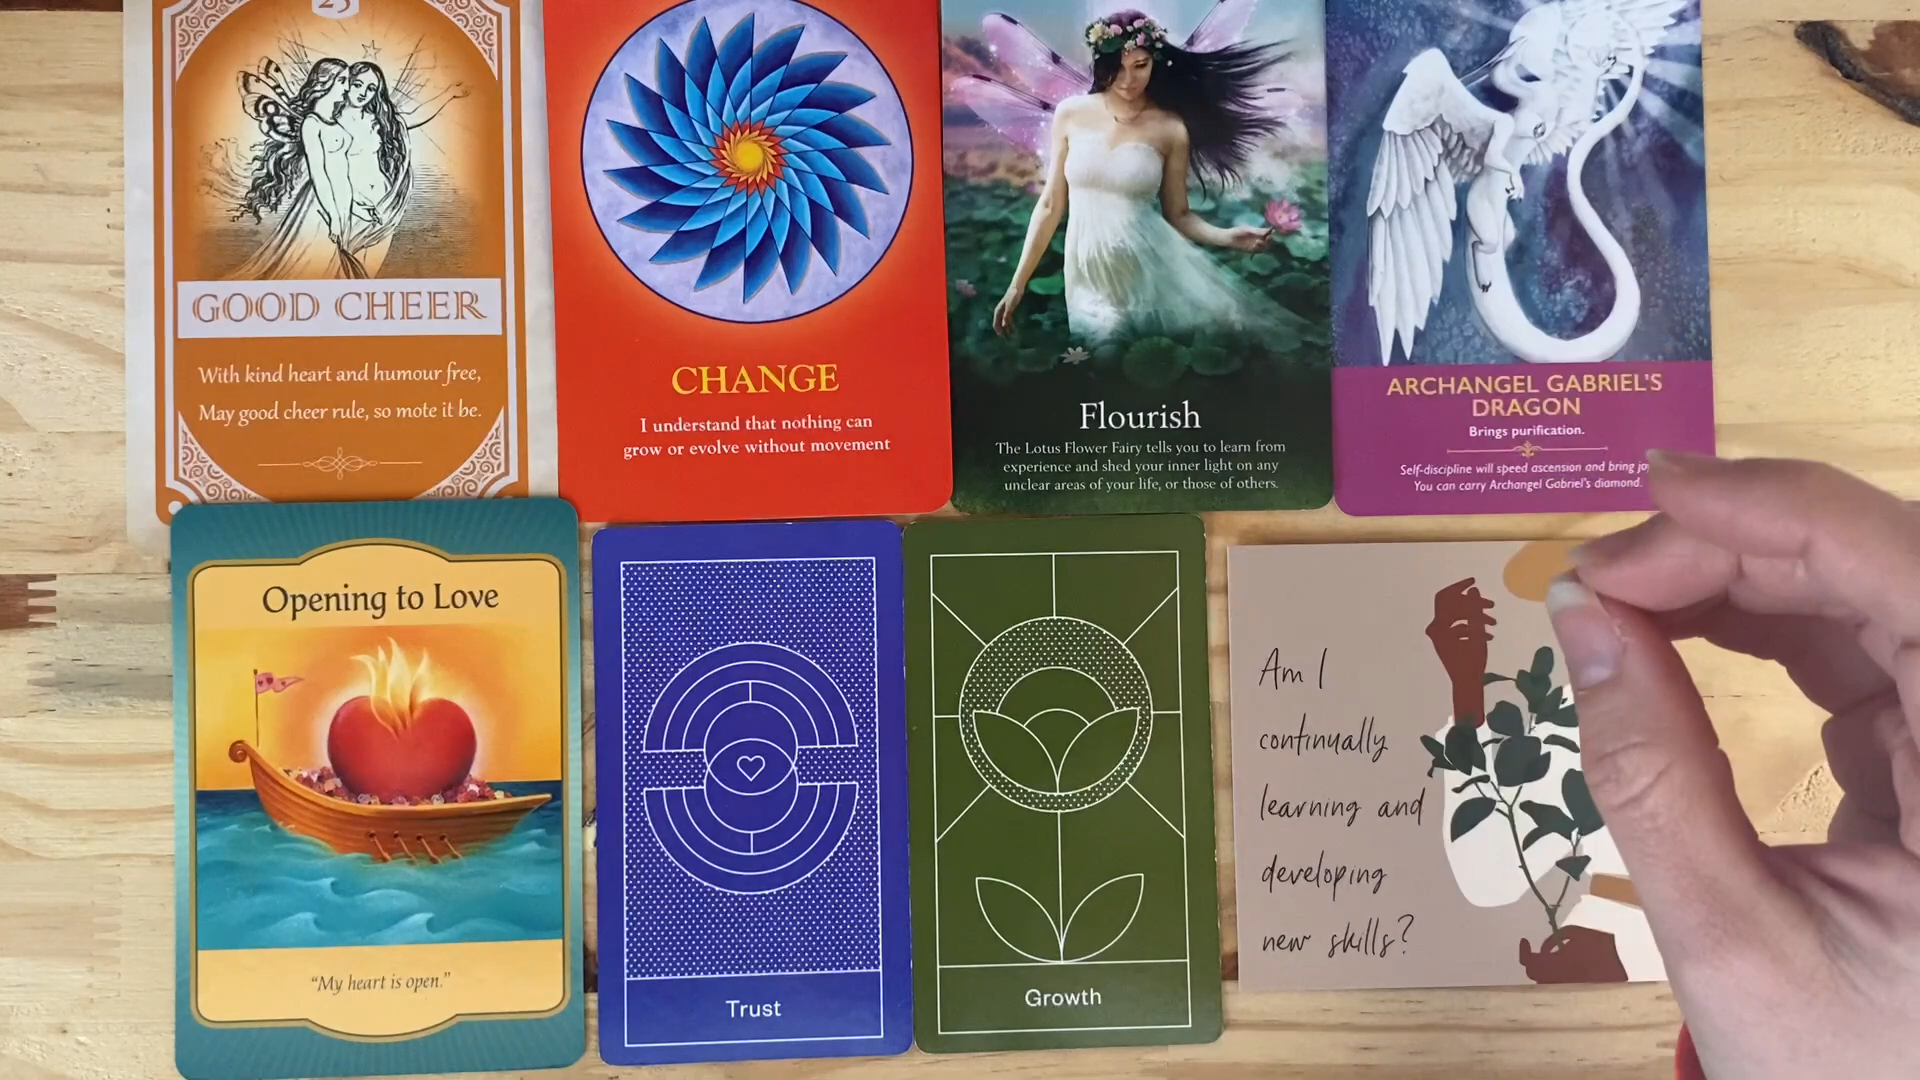 25
GOOD CHEER
With kind heart and humour free,
May good cheer rule, so mote it be.
CHANGE
I understand that nothing can
grow or evolve without movement
Flourish
The Lotus Flower Fairy tells you to learn from
experience and shed your inner light on any
unclear areas of your life, or those of others.
ARCHANGEL GABRIEL'S
DRAGON
Brings purification.
Self-discipline will speed ascension and bring
You can carry Archangel Gabriel's diamond.
Opening to Love
“My heart is open.”
Trust
Growth
Am I
continually
learning and
developing
new skills?